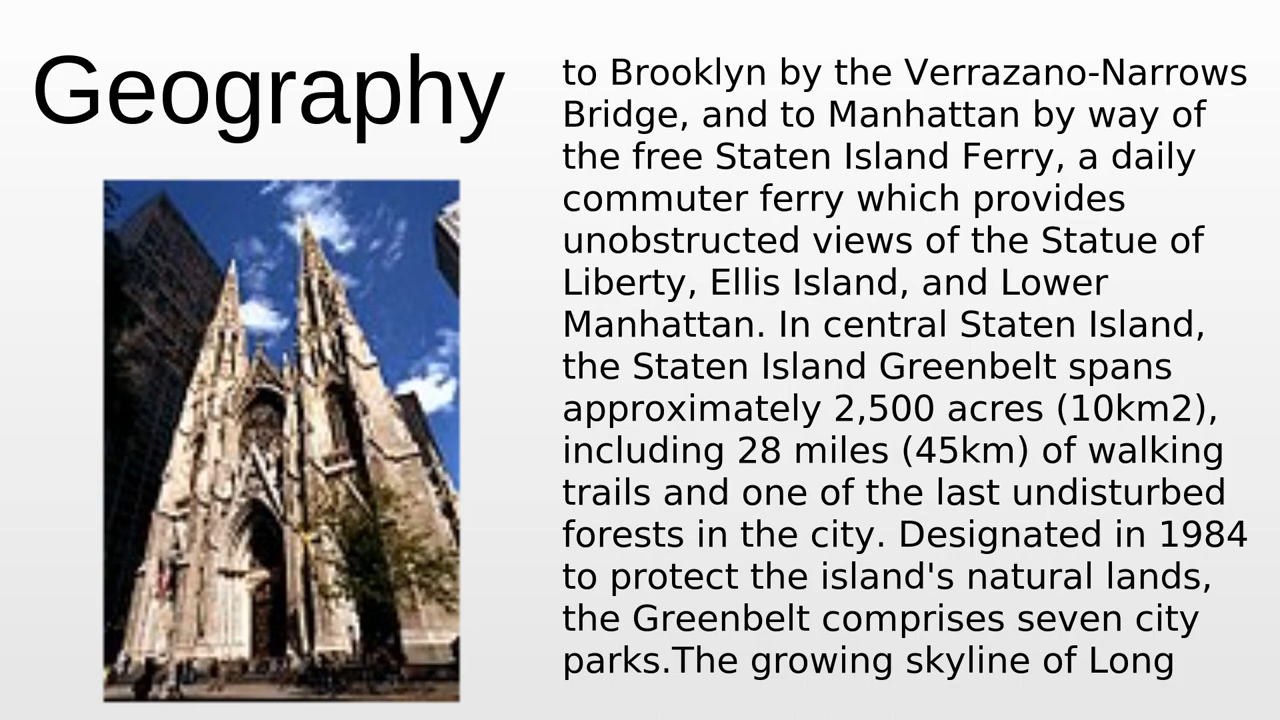 Geography
to Brooklyn by the Verrazano-Narrows
Bridge, and to Manhattan by way of
the free Staten Island Ferry, a daily
commuter ferry which provides
unobstructed views of the Statue of
Liberty, Ellis Island, and Lower
Manhattan. In central Staten Island,
the Staten Island Greenbelt spans
approximately 2,500 acres (10km2),
including 28 miles (45km) of walking
trails and one of the last undisturbed
forests in the city. Designated in 1984
to protect the island's natural lands,
the Greenbelt comprises seven city
parks.The growing skyline of Long